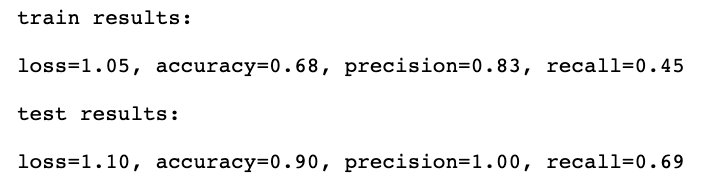 train results:
loss=1.05, accuracy=0.68, precision=0.83, recall=0.45
test results:
loss=1.10, accuracy=0.90, precision=1.00, recall=0.69